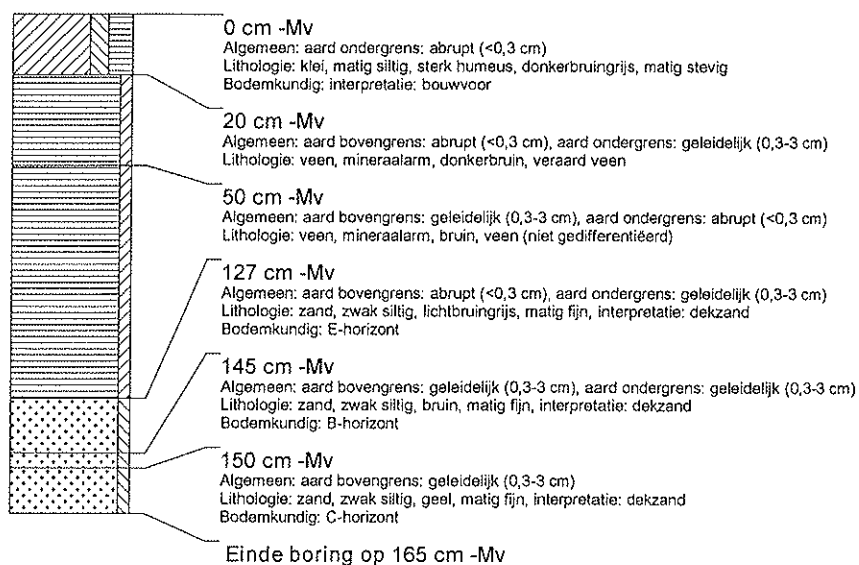 0 cm -Mv
Algemeen: aard ondergrens: abrupt (<0,3 cm)
Lithologie: klei, matig siltig, sterk humeus, donkerbruingrijs, matig stevig
Bodemkundig: interpretatie: bouwvoor
20 cm -Mv
Algemeen: aard bovengrens: abrupt (<0,3 cm), aard ondergrens: geleidelijk (0,3-3 cm)
Lithologie: veen, mineraalarm, donkerbruin, veraard veen
50 cm -Mv
Algemeen: aard bovengrens: geleidelijk (0,3-3 cm), aard ondergrens: abrupt (<0,3 cm)
Lithologie: veen, mineraalarm, bruin, veen (niet gedifferentiëerd)
127 cm -Mv
Algemeen: aard bovengrens: abrupt (<0,3 cm), aard ondergrens: geleidelijk (0,3-3 cm)
Lithologie: zand, zwak siltig, lichtbruingrijs, matig fijn, interpretatie: dekzand
Bodemkundig: E-horizont
145 cm -Mv
Algemeen: aard bovengrens: geleidelijk (0,3-3 cm), aard ondergrens: geleidelijk (0,3-3 cm)
Lithologie: zand, zwak siltig, bruin, matig fijn, interpretatie: dekzand
Bodemkundig: B-horizont
150 cm -Mv
Algemeen: aard bovengrens: geleidelijk (0,3-3 cm)
Lithologie: zand, zwak siltig, geel, matig fijn, interpretatie: dekzand
Bodemkundig: C-horizont
Einde boring op 165 cm -Mv